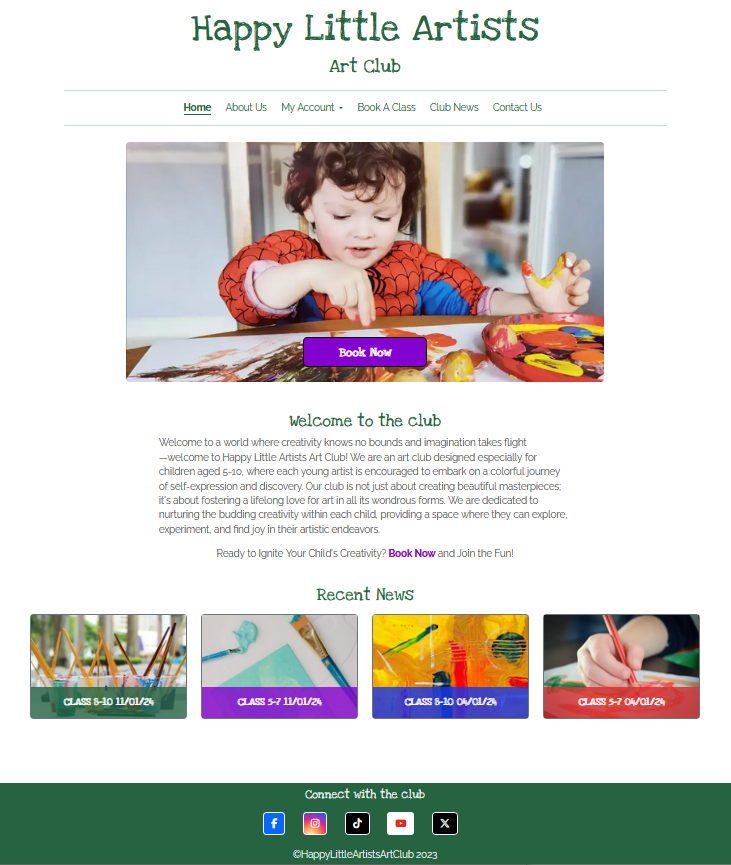 Happy Little Artists
Art Club
Home About Us My Account Book A Class Club News Contact Us
Book Now
Welcome to the club
Welcome to a world where creativity knows no bounds and imagination takes flight
—welcome to Happy Little Artists Art Club! We are an art club designed especially for
children aged 5-10, where each young artist is encouraged to embark on a colorful journey
of self-expression and discovery. Our club is not just about creating beautiful masterpieces;
it's about fostering a lifelong love for art in all its wondrous forms. We are dedicated to
nurturing the budding creativity within each child, providing a space where they can explore,
experiment, and find joy in their artistic endeavors.
Ready to Ignite Your Child's Creativity? Book Now and Join the Fun!
Recent News
CLASS 8-10 11/01/24
CLASS 5-7 11/01/24
CLASS 8-10 04/01/24
CLASS 5-7 04/01/24
Connect with the club
©HappyLittleArtistsArtClub 2023